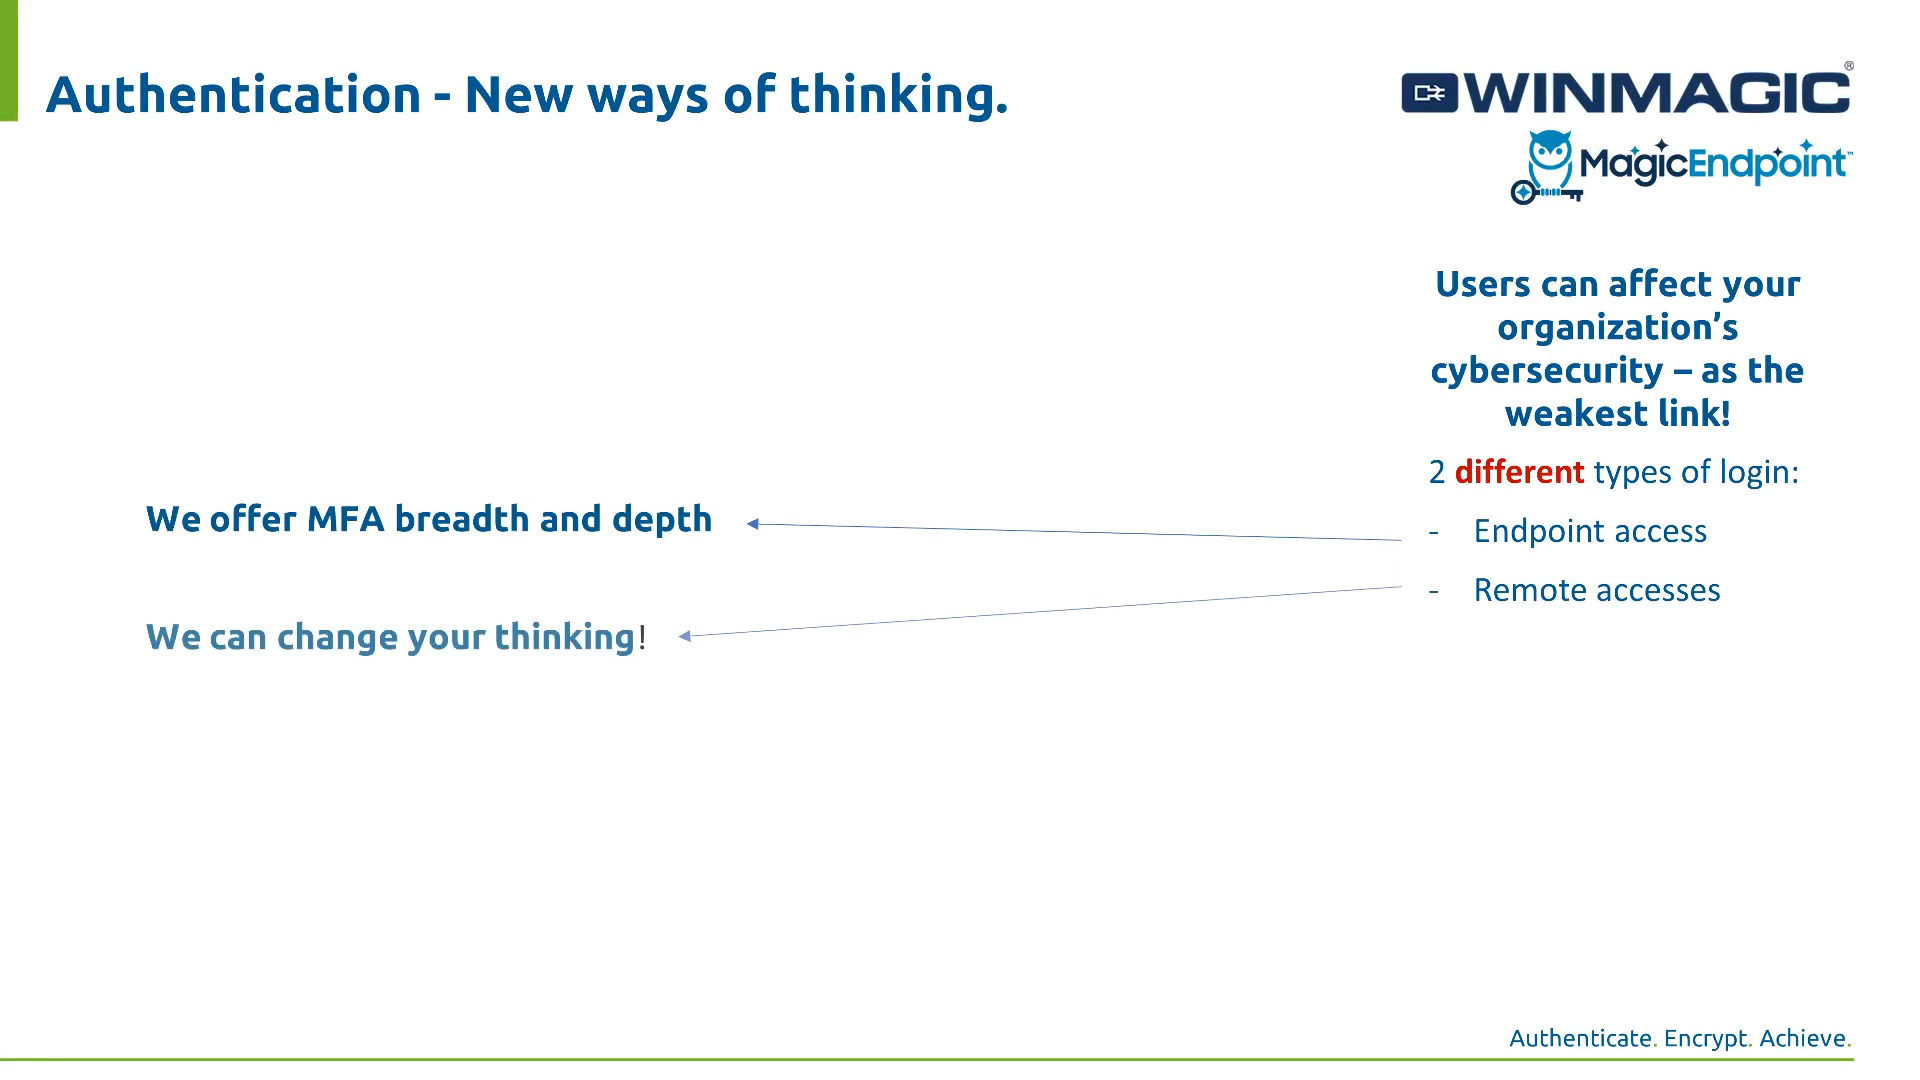 Authentication - New ways of thinking.
WINMAGIC®
MagicEndpoint™
Users can affect your
organization’s
cybersecurity – as the
weakest link!
2 different types of login:
- Endpoint access
- Remote accesses
We offer MFA breadth and depth
We can change your thinking!
Authenticate. Encrypt. Achieve.